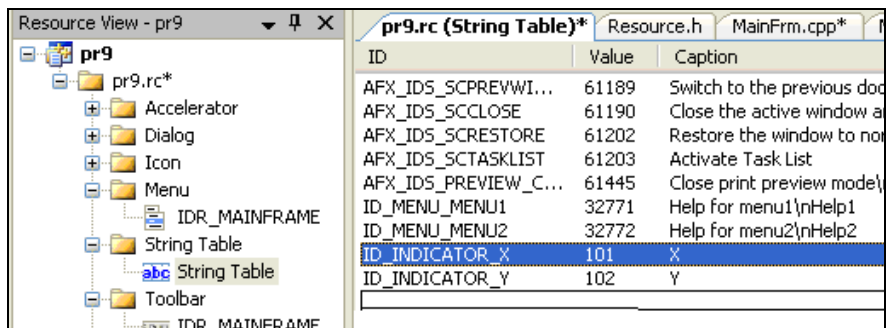 Resource View - pr9
pr9
pr9.rc*
Accelerator
Dialog
Icon
Menu
IDR_MAINFRAME
String Table
abc String Table
Toolbar
IDR_MAINFRAME
pr9.rc (String Table)* Resource.h MainFrm.cpp*
ID Value Caption
AFX_IDS_SCPREVWI... 61189 Switch to the previous doc
AFX_IDS_SCCLOSE 61190 Close the active window
AFX_IDS_SCRESTORE 61202 Restore the window to
AFX_IDS_SCTASKLIST 61203 Activate Task List
AFX_IDS_PREVIEW_C... 61445 Close print preview mode\
ID_MENU_MENU1 32771 Help for menu1\nHelp1
ID_MENU_MENU2 32772 Help for menu2\nHelp2
ID_INDICATOR_X 101 X
ID_INDICATOR_Y 102 Y